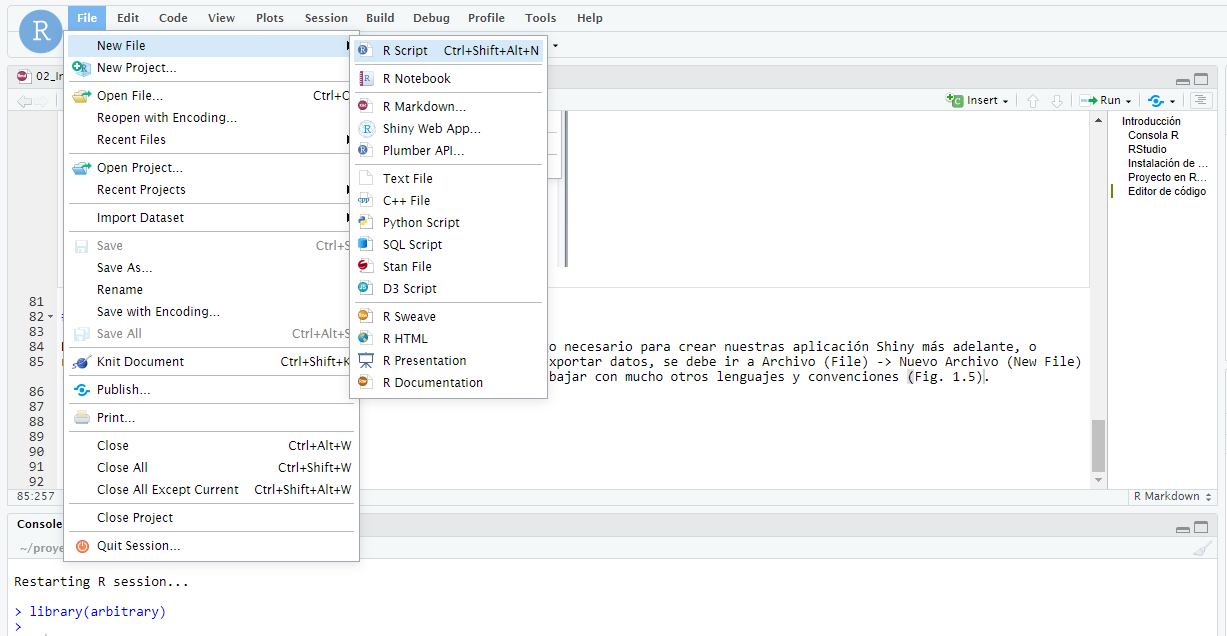 R
File Edit Code View Plots Session Build Debug Profile Tools Help
New File
New Project...
Open File... Ctrl+O
Reopen with Encoding...
Recent Files
Open Project...
Recent Projects
Import Dataset
Save Ctrl+S
Save As...
Rename
Save with Encoding...
Save All Ctrl+Alt+S
Knit Document Ctrl+Shift+K
Publish...
Print...
Close Ctrl+Alt+W
Close All Ctrl+Shift+W
Close All Except Current Ctrl+Shift+Alt+W
Close Project
Quit Session...
R Script Ctrl+Shift+Alt+N
R Notebook
R Markdown...
Shiny Web App...
Plumber API...
Text File
C++ File
Python Script
SQL Script
Stan File
D3 Script
R Sweave
R HTML
R Presentation
R Documentation
Insert Run
Introducción
Consola R
RStudio
Instalación de ...
Proyecto en R...
Editor de código
81
82
83
84 o necesario para crear nuestras aplicación Shiny más adelante, o
85 xportar datos, se debe ir a Archivo (File) -> Nuevo Archivo (New File)
bajar con mucho otros lenguajes y convenciones (Fig. 1.5).
86
87
88
89
90
91
92
85:257 R Markdown
Console
~/proye
Restarting R session...
> library(arbitrary)
>